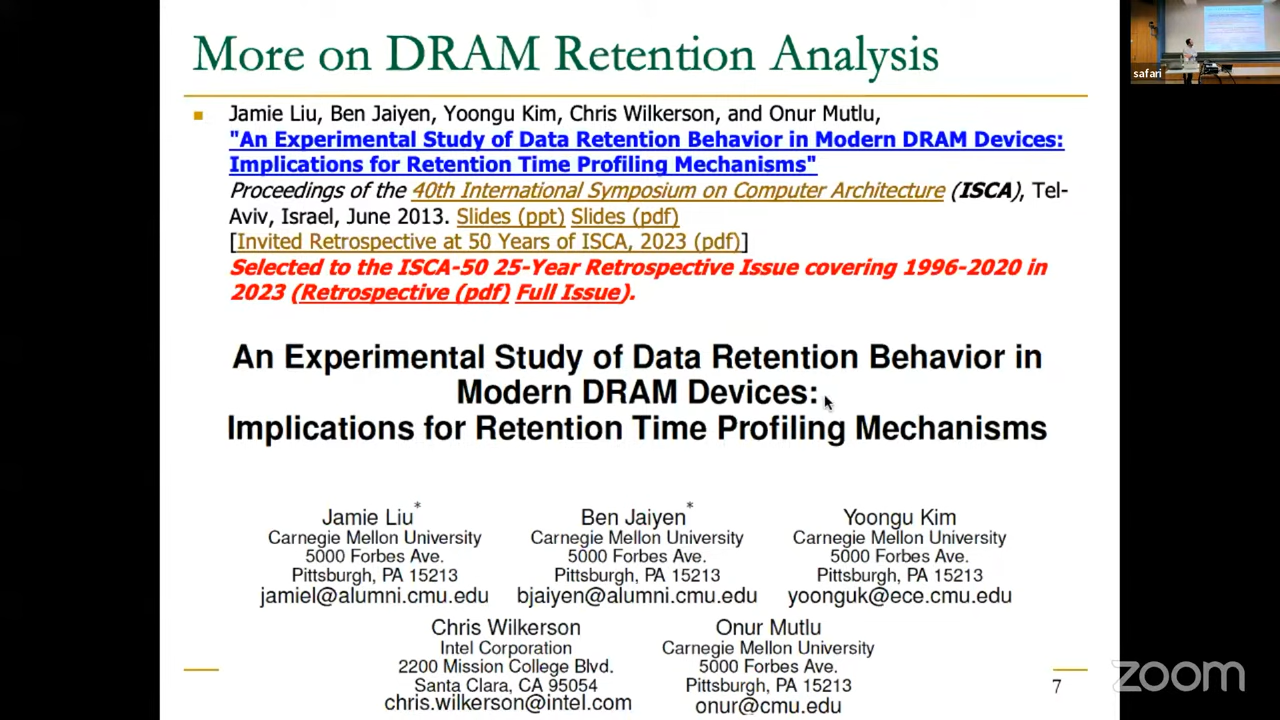 More on DRAM Retention Analysis
safari
Jamie Liu, Ben Jaiyen, Yoongu Kim, Chris Wilkerson, and Onur Mutlu,
"An Experimental Study of Data Retention Behavior in Modern DRAM Devices:
Implications for Retention Time Profiling Mechanisms"
Proceedings of the 40th International Symposium on Computer Architecture (ISCA), Tel-
Aviv, Israel, June 2013. Slides (ppt) Slides (pdf)
[Invited Retrospective at 50 Years of ISCA, 2023 (pdf)]
Selected to the ISCA-50 25-Year Retrospective Issue covering 1996-2020 in
2023 (Retrospective (pdf) Full Issue).
An Experimental Study of Data Retention Behavior in
Modern DRAM Devices:
Implications for Retention Time Profiling Mechanisms
Jamie Liu*
Carnegie Mellon University
5000 Forbes Ave.
Pittsburgh, PA 15213
jamiel@alumni.cmu.edu
Ben Jaiyen*
Carnegie Mellon University
5000 Forbes Ave.
Pittsburgh, PA 15213
bjaiyen@alumni.cmu.edu
Yoongu Kim
Carnegie Mellon University
5000 Forbes Ave.
Pittsburgh, PA 15213
yoonguk@ece.cmu.edu
Chris Wilkerson
Intel Corporation
2200 Mission College Blvd.
Santa Clara, CA 95054
chris.wilkerson@intel.com
Onur Mutlu
Carnegie Mellon University
5000 Forbes Ave.
Pittsburgh, PA 15213
onur@cmu.edu
7
zoom